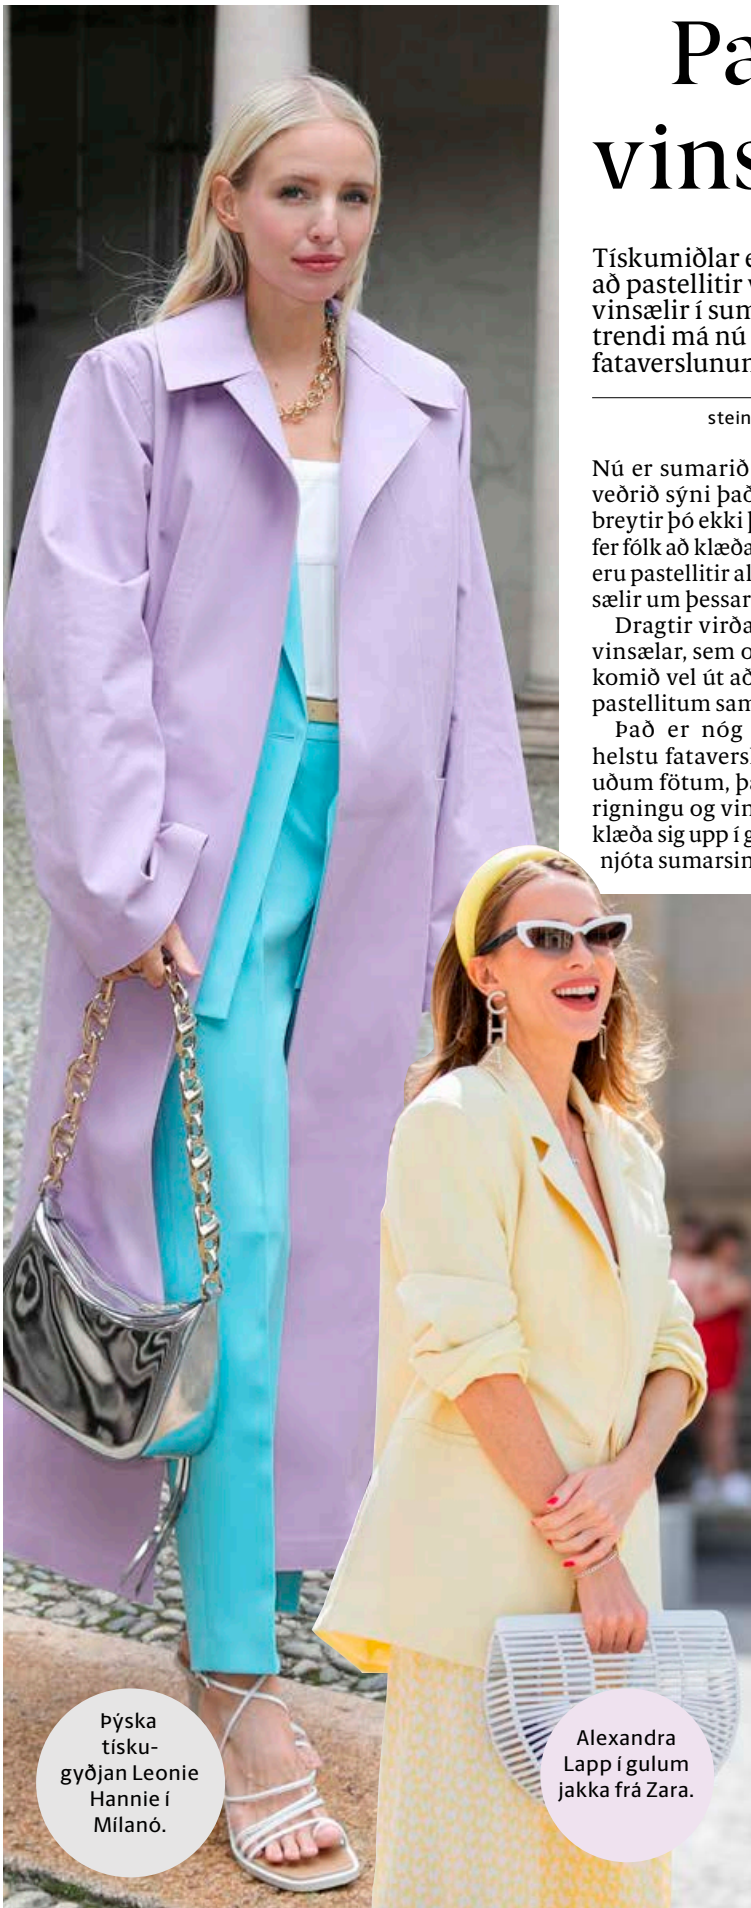 Pa
vins
Tískumiðlar e
að pastellitir v
vinsælir í sum
trendi má nú
fataverslunum
stein
Nú er sumarið
veðrið sýni það
breytir þó ekki þ
fer fólk að klæða
eru pastellitir al
sælir um þessar
Dragtir virða
vinsælar, sem o
komið vel út að
pastellitum sam
Það er nóg
helstu fatavers
uðum fötum, þa
rigningu og vin
klæða sig upp í g
njóta sumarsin
CHA
Þýska
tísku-
gyðjan Leonie
Hannie í
Mílanó.
Alexandra
Lapp í gulum
jakka frá Zara.